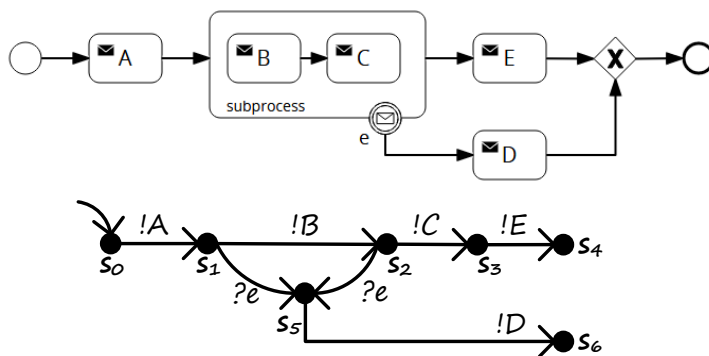 A B C E
subprocess
e
D
!A !B !C !E
s0 s1 s2 s3 s4
?e ?e
s5
!D
s6